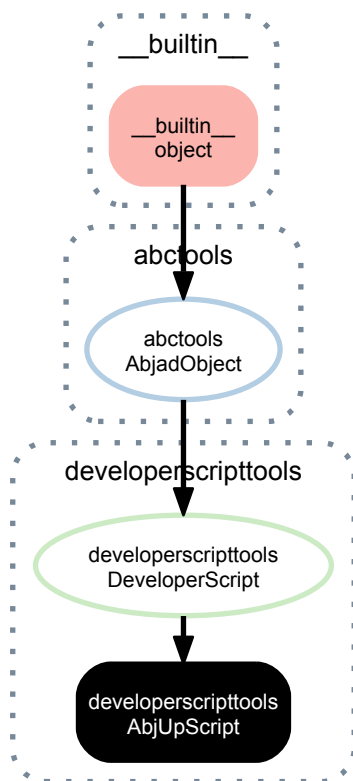 __builtin__
__builtin__
object
abctools
abctools
AbjadObject
developerscripttools
developerscripttools
DeveloperScript
developerscripttools
AbjUpScript